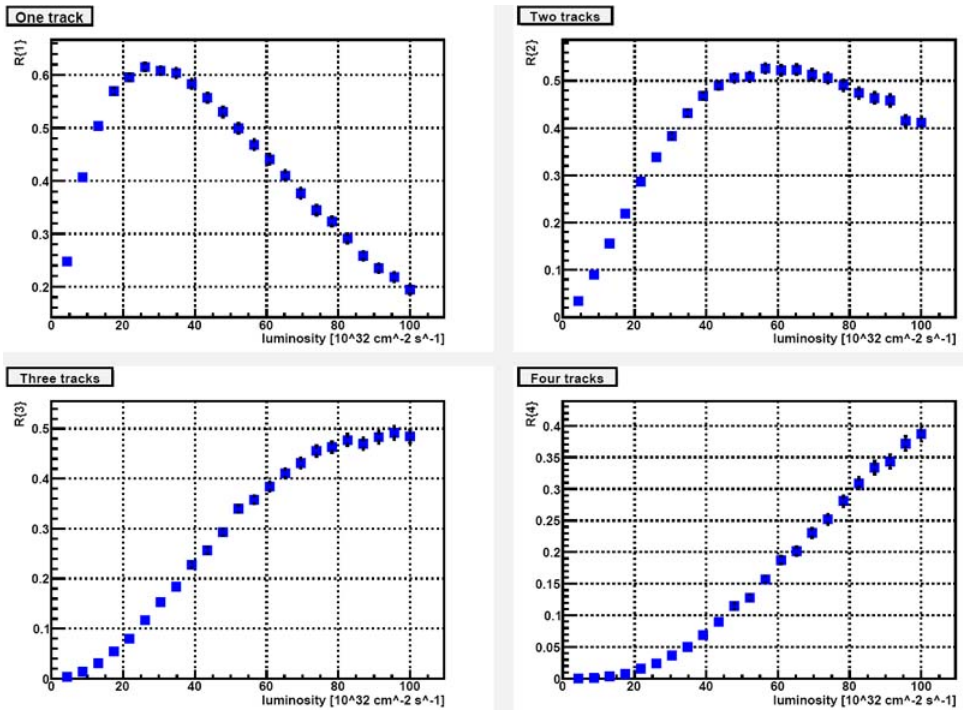 One track
R{1}
0.6
0.5
0.4
0.3
0.2
0 20 40 60 80 100
luminosity [10^32 cm^-2 s^-1]
Two tracks
R{2}
0.5
0.4
0.3
0.2
0.1
0
0 20 40 60 80 100
luminosity [10^32 cm^-2 s^-1]
Three tracks
R{3}
0.5
0.4
0.3
0.2
0.1
0
0 20 40 60 80 100
luminosity [10^32 cm^-2 s^-1]
Four tracks
R{4}
0.4
0.35
0.3
0.25
0.2
0.15
0.1
0.05
0
0 20 40 60 80 100
luminosity [10^32 cm^-2 s^-1]